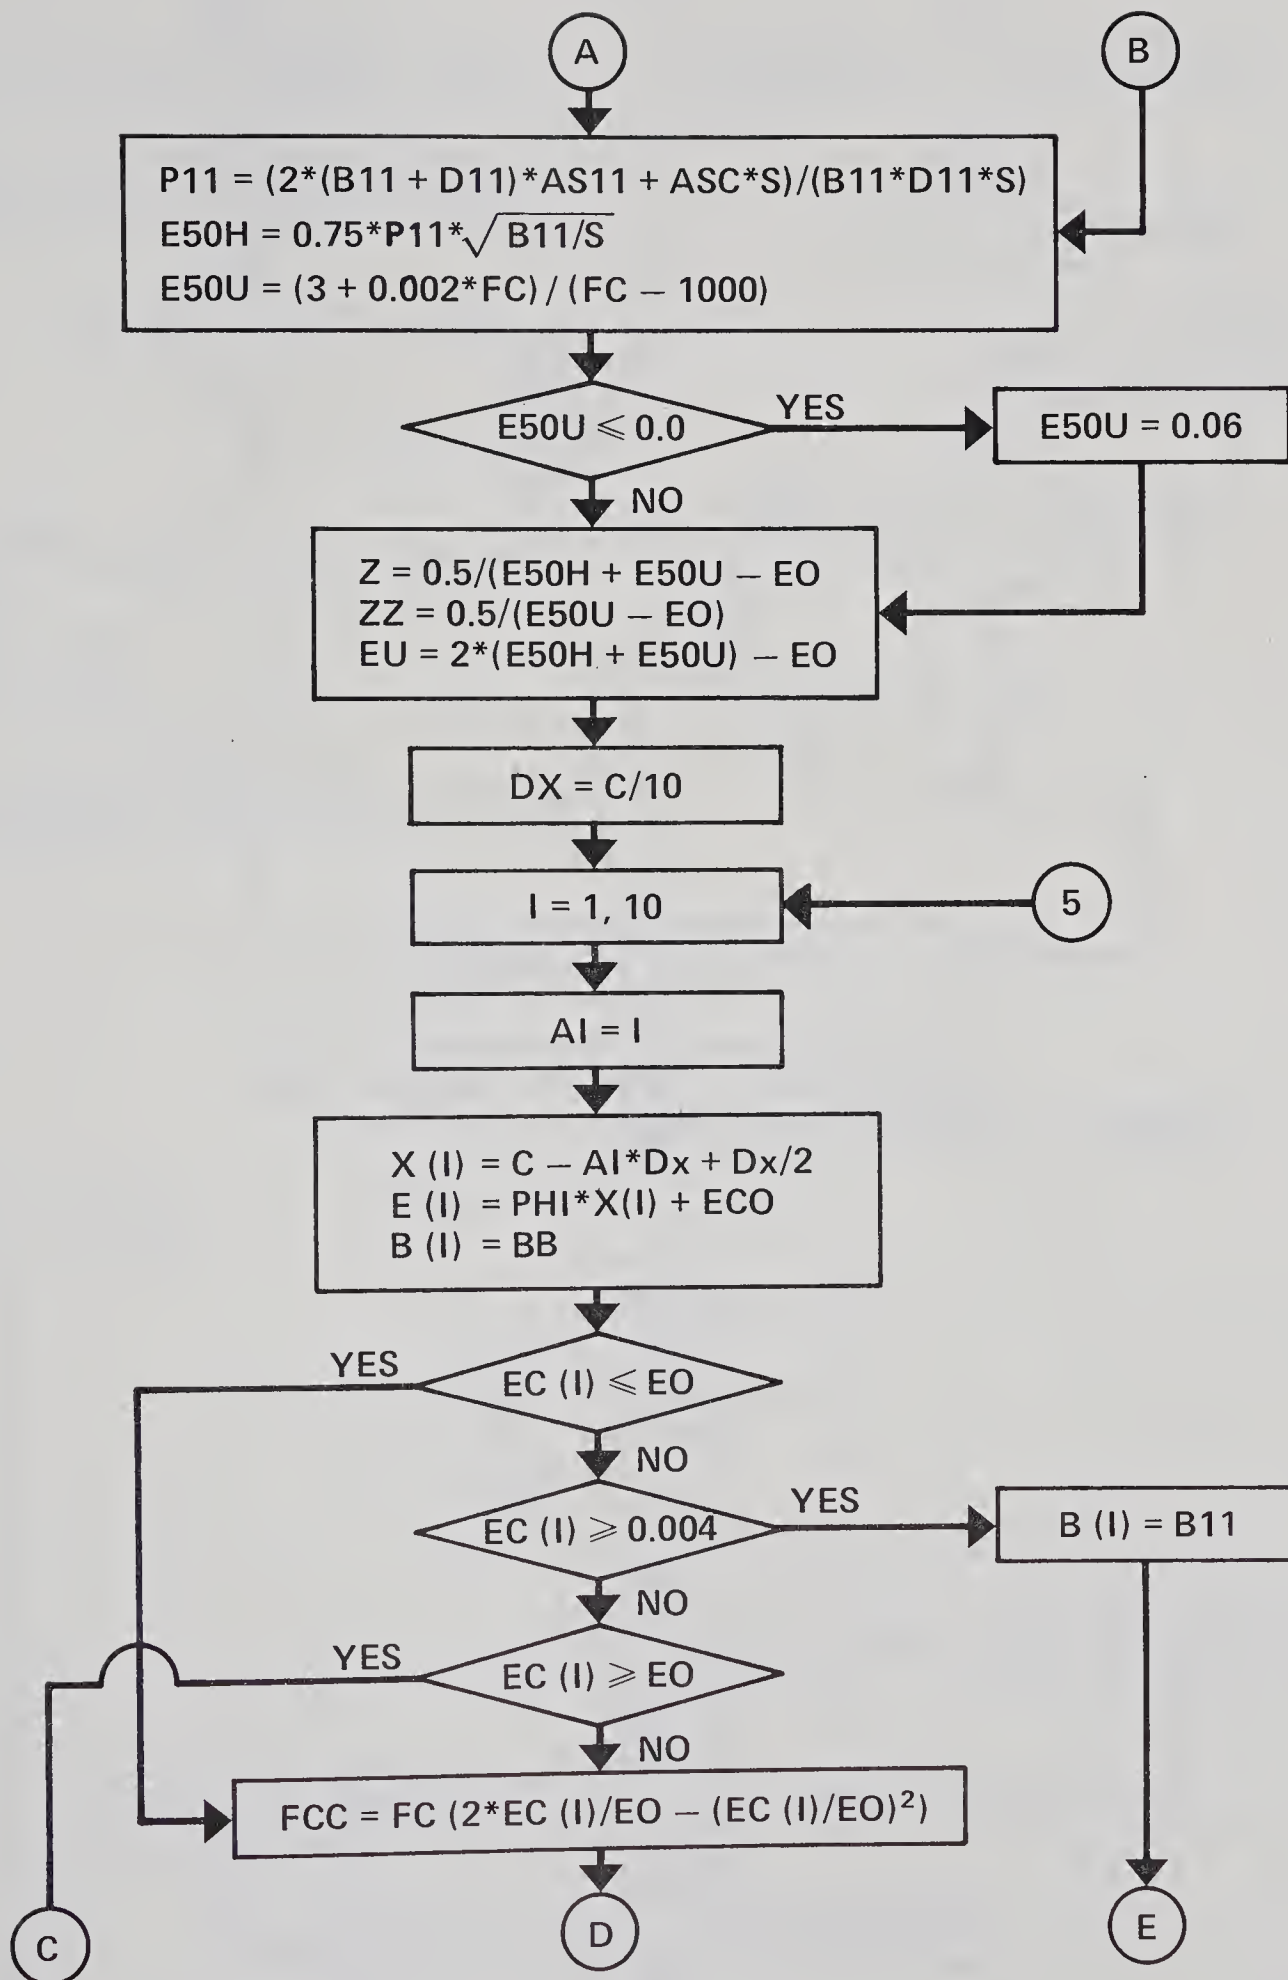 A
B
P11 = (2*(B11 + D11)*AS11 + ASC*S)/(B11*D11*S)
E50H = 0.75*P11*√B11/S
E50U = (3 + 0.002*FC) / (FC – 1000)
E50U ⩽ 0.0
YES
E50U = 0.06
NO
Z = 0.5/(E50H + E50U – EO
ZZ = 0.5/(E50U – EO)
EU = 2*(E50H + E50U) – EO
DX = C/10
I = 1, 10
5
AI = I
X (I) = C – AI*Dx + Dx/2
E (I) = PHI*X(I) + ECO
B (I) = BB
YES
EC (I) ⩽ EO
NO
YES
EC (I) ⩾ 0.004
B (I) = B11
NO
YES
EC (I) ⩾ EO
NO
FCC = FC (2*EC (I)/EO – (EC (I)/EO)²)
C
D
E